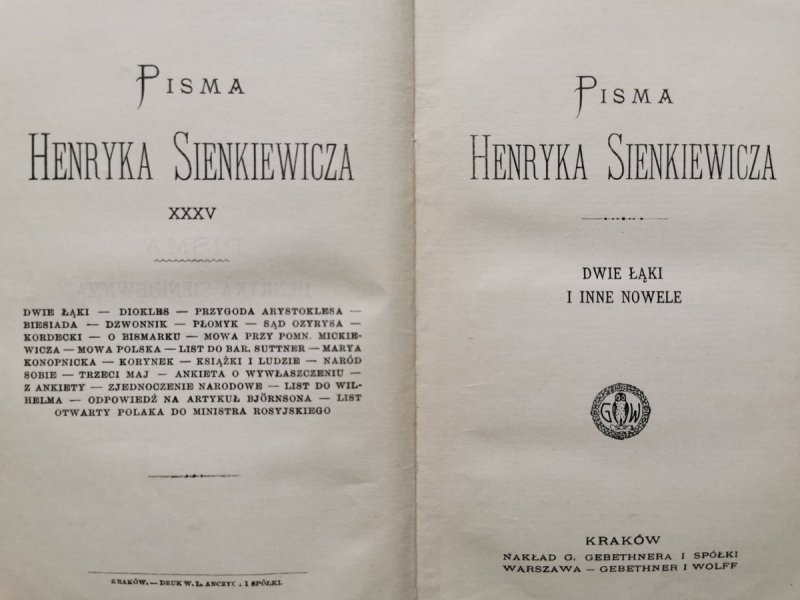 PISMA
HENRYKA SIENKIEWICZA
XXXV
DWIE ŁĄKI — DIOKLES — PRZYGODA ARYSTOKLESA —
BIESIADA — DZWONNIK — PŁOMYK — SĄD OZYRYSA —
KORDECKI — O BISMARKU — MOWA PRZY POMN. MICKIE-
WICZA — MOWA POLSKA — LIST DO BAR. SUTTNER — MARYA
KONOPNICKA — KORYNEK — KSIĄŻKI I LUDZIE — NARÓD
SOBIE — TRZECI MAJ — ANKIETA O WYWŁASZCZENIU —
Z ANKIETY — ZJEDNOCZENIE NARODOWE — LIST DO WIL-
HELMA — ODPOWIEDŹ NA ARTYKUŁ BJÖRNSONA — LIST
OTWARTY POLAKA DO MINISTRA ROSYJSKIEGO
KRAKÓW. — DRUK W. L. ANCZYCA I SPÓŁKI.
PISMA
HENRYKA SIENKIEWICZA
DWIE ŁĄKI
I INNE NOWELE
G W
KRAKÓW
NAKŁAD G. GEBETHNERA I SPÓŁKI
WARSZAWA — GEBETHNER I WOLFF